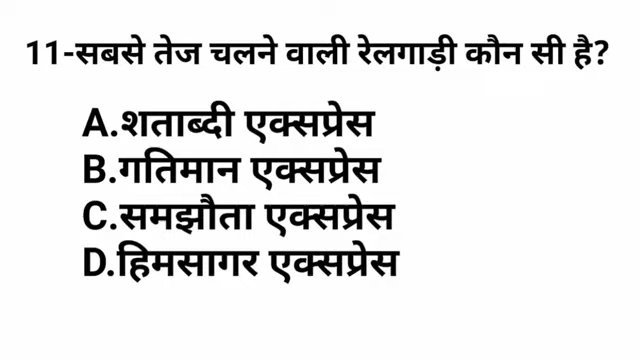 11-सबसे तेज चलने वाली रेलगाड़ी कौन सी है?
A.शताब्दी एक्सप्रेस
B.गतिमान एक्सप्रेस
C.समझौता एक्सप्रेस
D.हिमसागर एक्सप्रेस